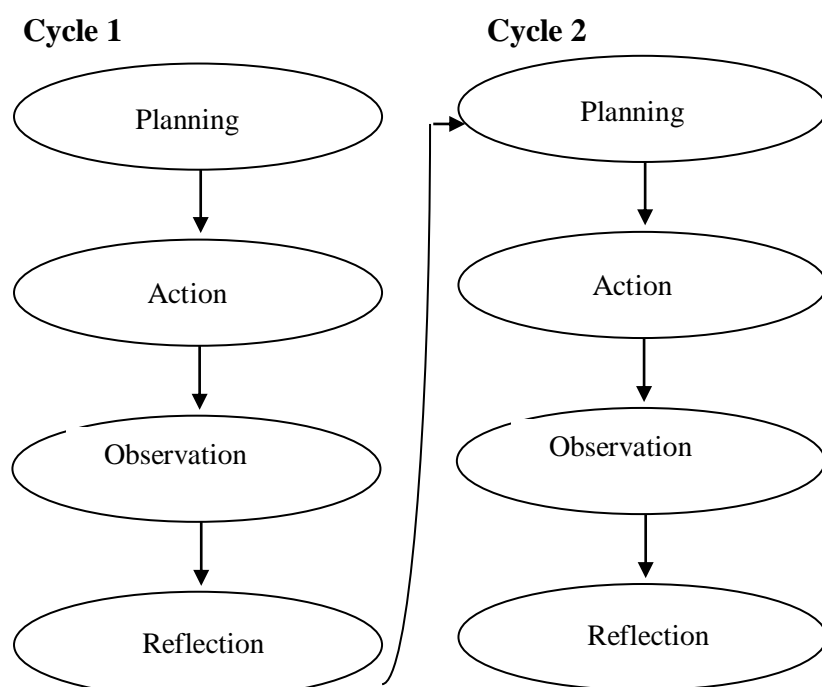 Cycle 1
Planning
Action
Observation
Reflection
Cycle 2
Planning
Action
Observation
Reflection